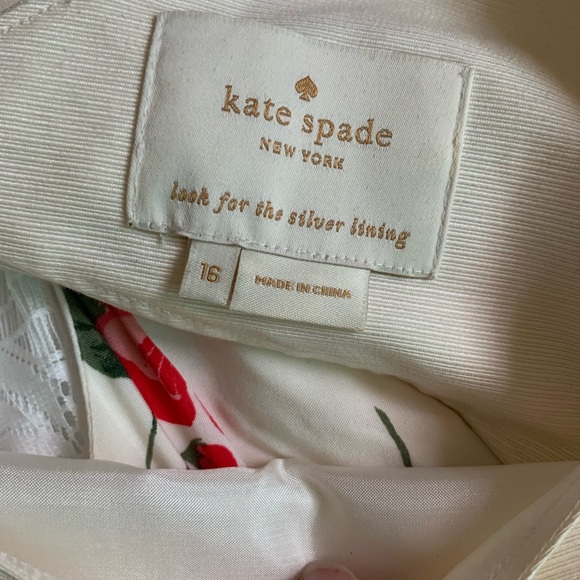 kate spade
NEW YORK
look for the silver lining
16
MADE IN CHINA